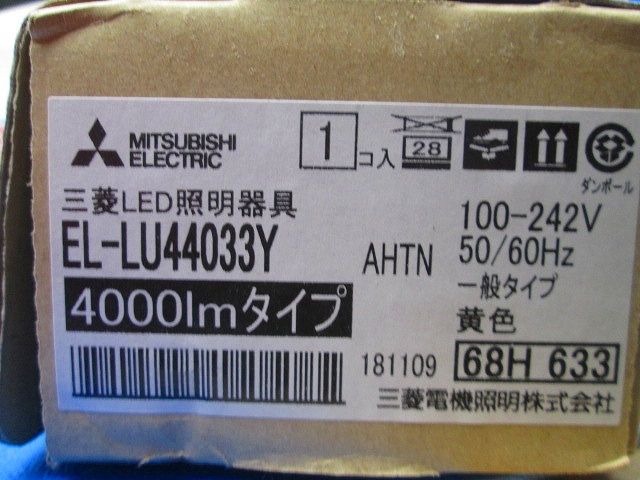 MITSUBISHI
ELECTRIC
1コ入
28
ダンボール
三菱LED照明器具
EL-LU44033Y
AHTN
100-242V
50/60Hz
一般タイプ
黄色
4000lmタイプ
181109
68H 633
三菱電機照明株式会社